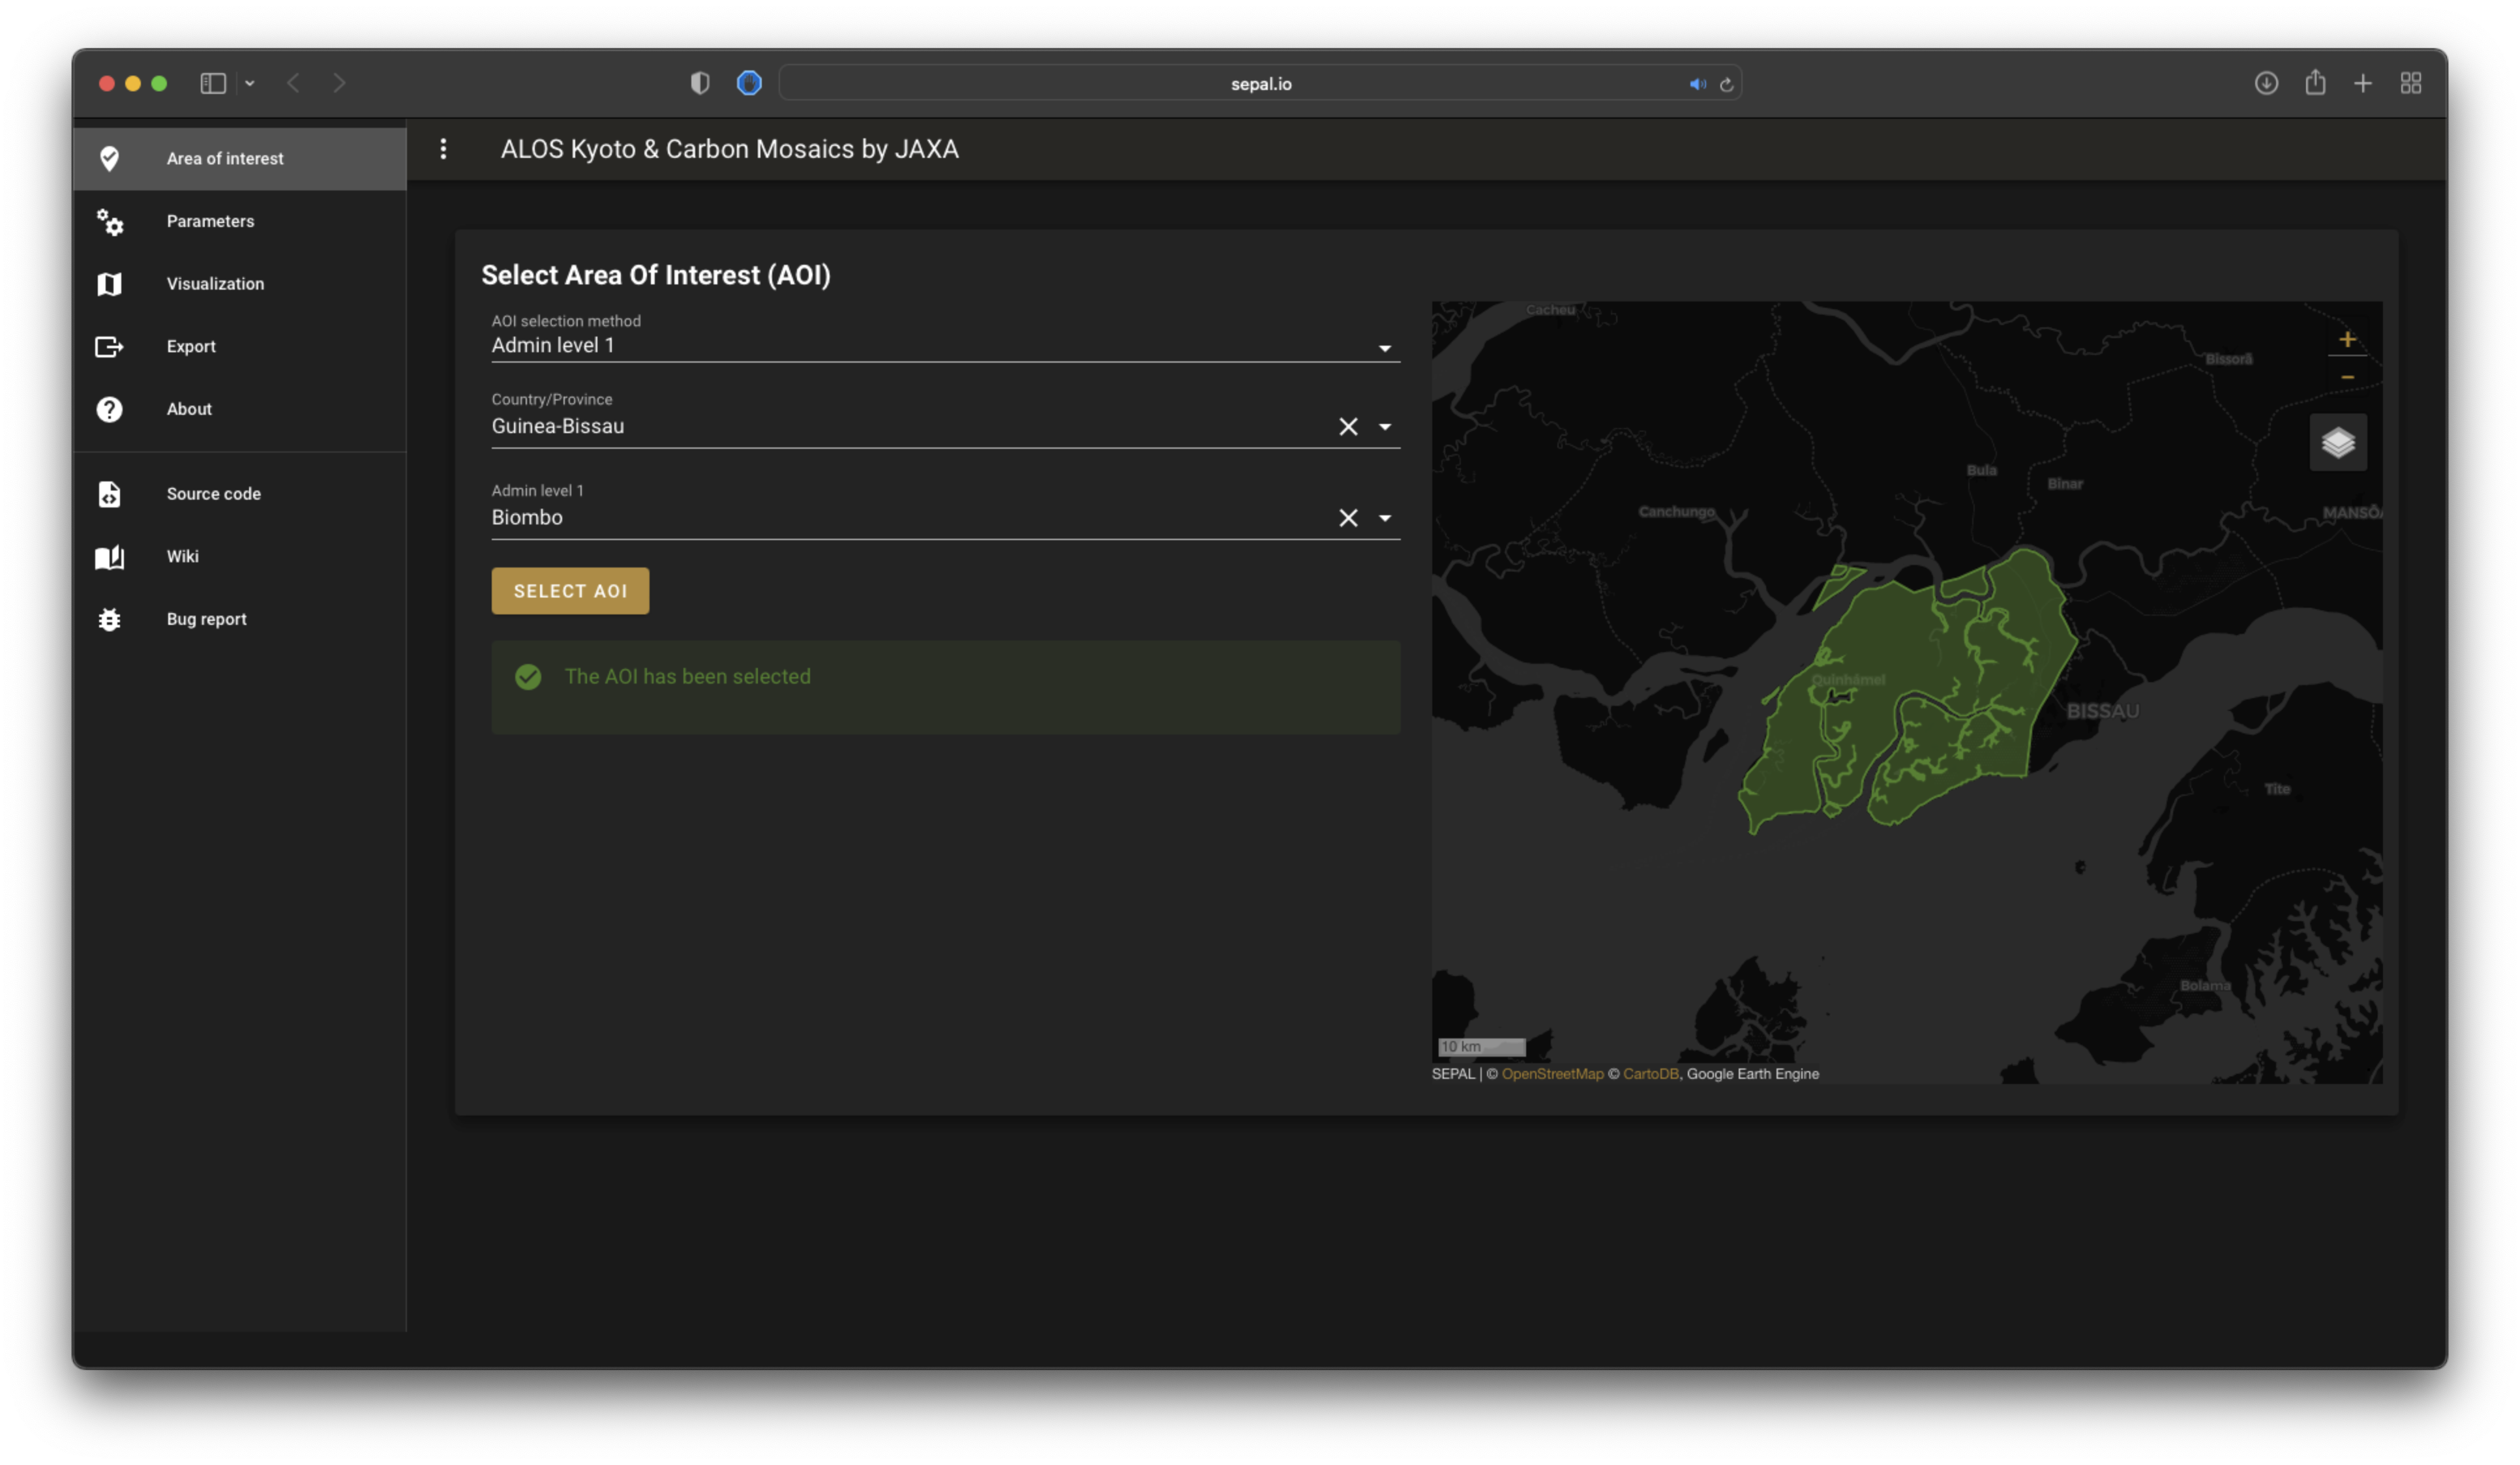 sepal.io
ALOS Kyoto & Carbon Mosaics by JAXA
Area of interest
Parameters
Visualization
Export
About
Source code
Wiki
Bug report
Select Area Of Interest (AOI)
AOI selection method
Admin level 1
Country/Province
Guinea-Bissau
Admin level 1
Biombo
SELECT AOI
The AOI has been selected
Cacheu
Bissorã
Bula
Binar
Canchungo
MANSÔA
Quinhámel
BISSAU
Tite
Bolama
10 km
SEPAL | © OpenStreetMap © CartoDB, Google Earth Engine